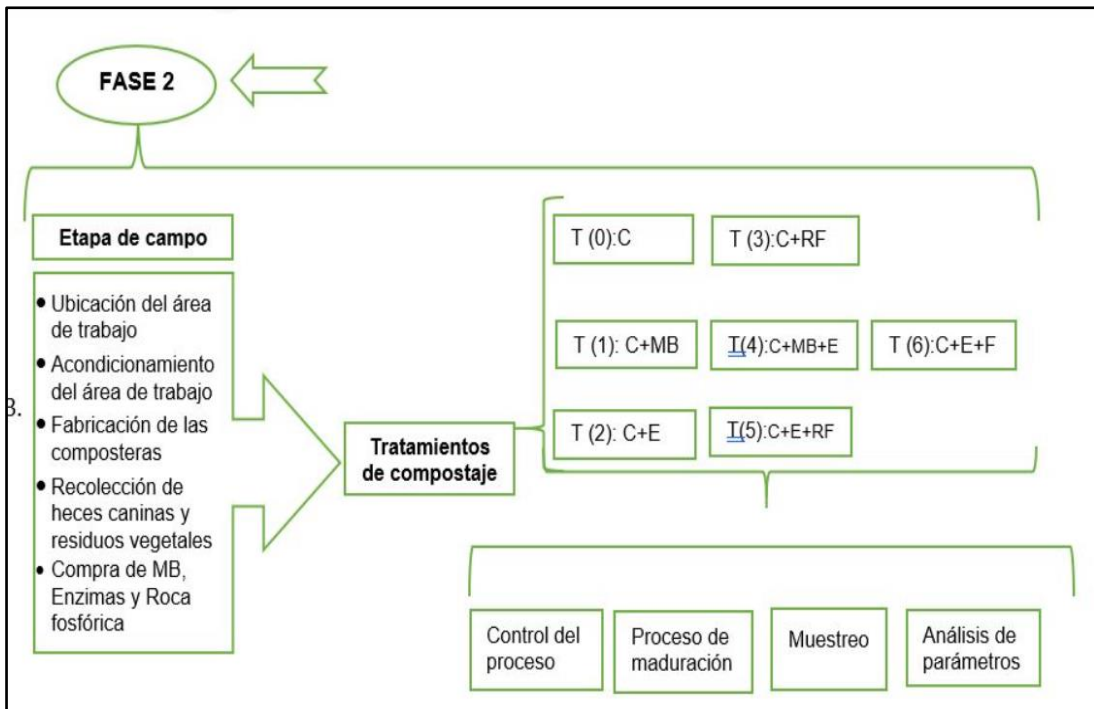 FASE 2
Etapa de campo
• Ubicación del área
de trabajo
• Acondicionamiento
del área de trabajo
• Fabricación de las
composteras
• Recolección de
heces caninas y
residuos vegetales
• Compra de MB,
Enzimas y Roca
fosfórica
3.
Tratamientos
de compostaje
T (0):C
T (3):C+RF
T (1): C+MB
T(4):C+MB+E
T (6):C+E+F
T (2): C+E
T(5):C+E+RF
Control del
proceso
Proceso de
maduración
Muestreo
Análisis de
parámetros